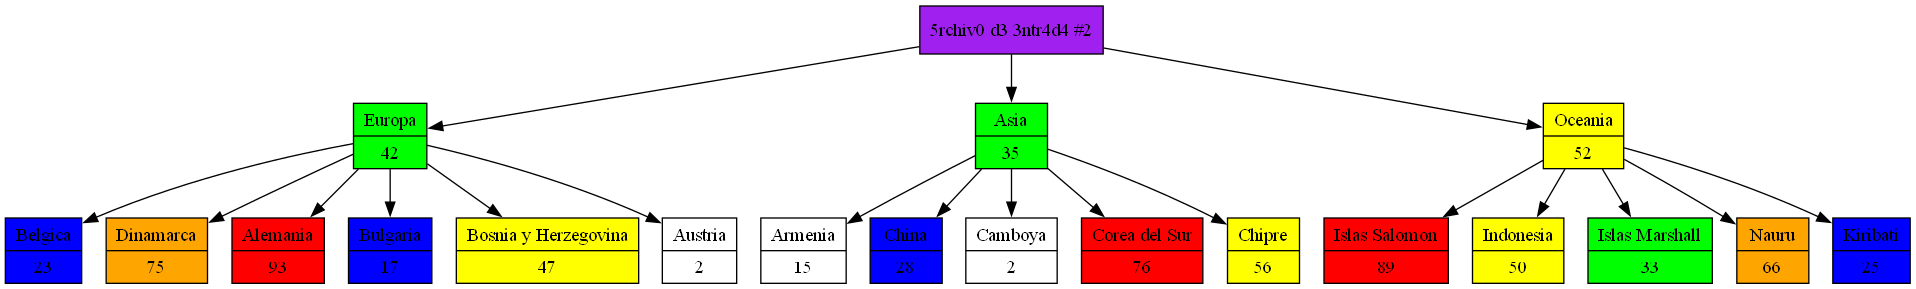 5rchiv0 d3 3ntr4d4 #2
Europa
42
Asia
35
Oceania
52
Belgica
23
Dinamarca
75
Alemania
93
Bulgaria
17
Bosnia y Herzegovina
47
Austria
2
Armenia
15
China
28
Camboya
2
Corea del Sur
76
Chipre
56
Islas Salomon
89
Indonesia
50
Islas Marshall
33
Nauru
66
Kiribati
25